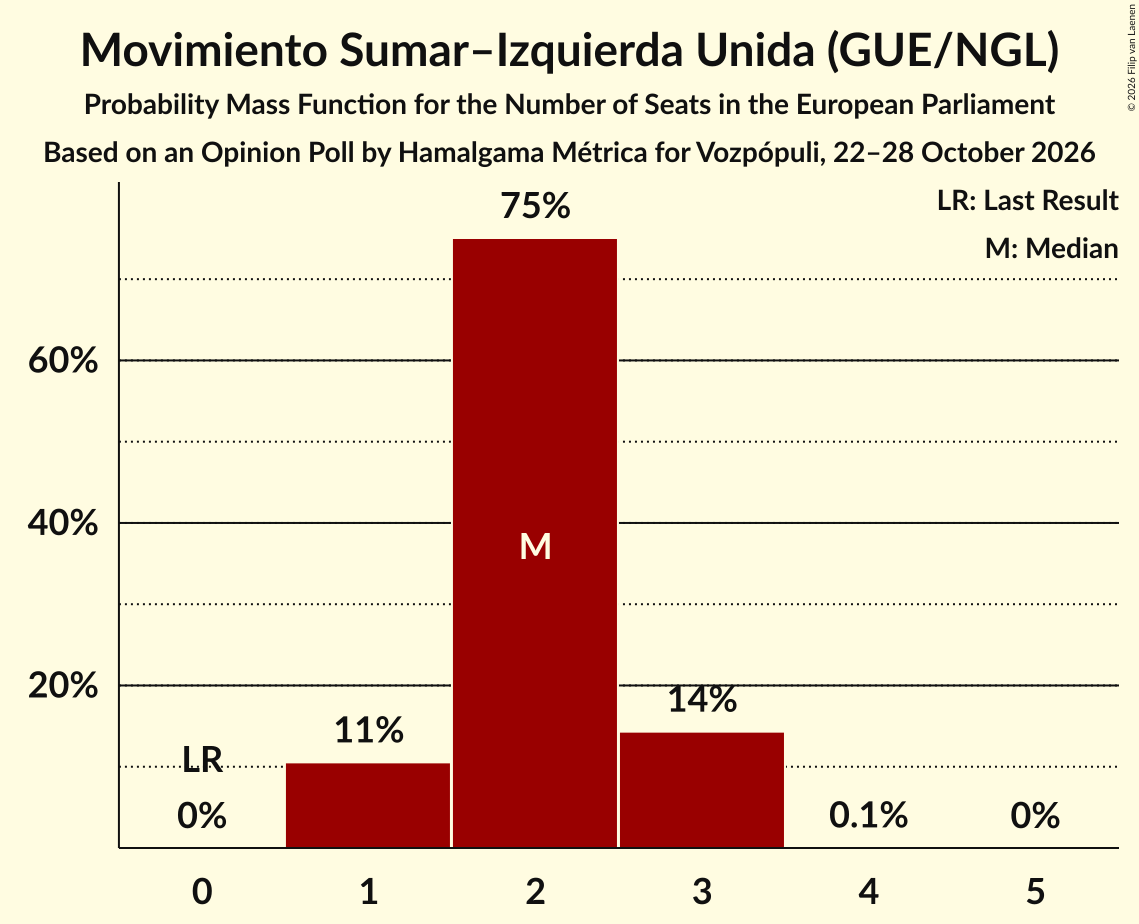 Movimiento Sumar–Izquierda Unida (GUE/NGL)
Probability Mass Function for the Number of Seats in the European Parliament
Based on an Opinion Poll by Hamalgama Métrica for Vozpópuli, 22–28 October 2026
© 2026 Filip van Laenen
LR: Last Result
M: Median
75%
60%
40%
M
20%
14%
11%
LR
0%
0.1%
0%
0 1 2 3 4 5